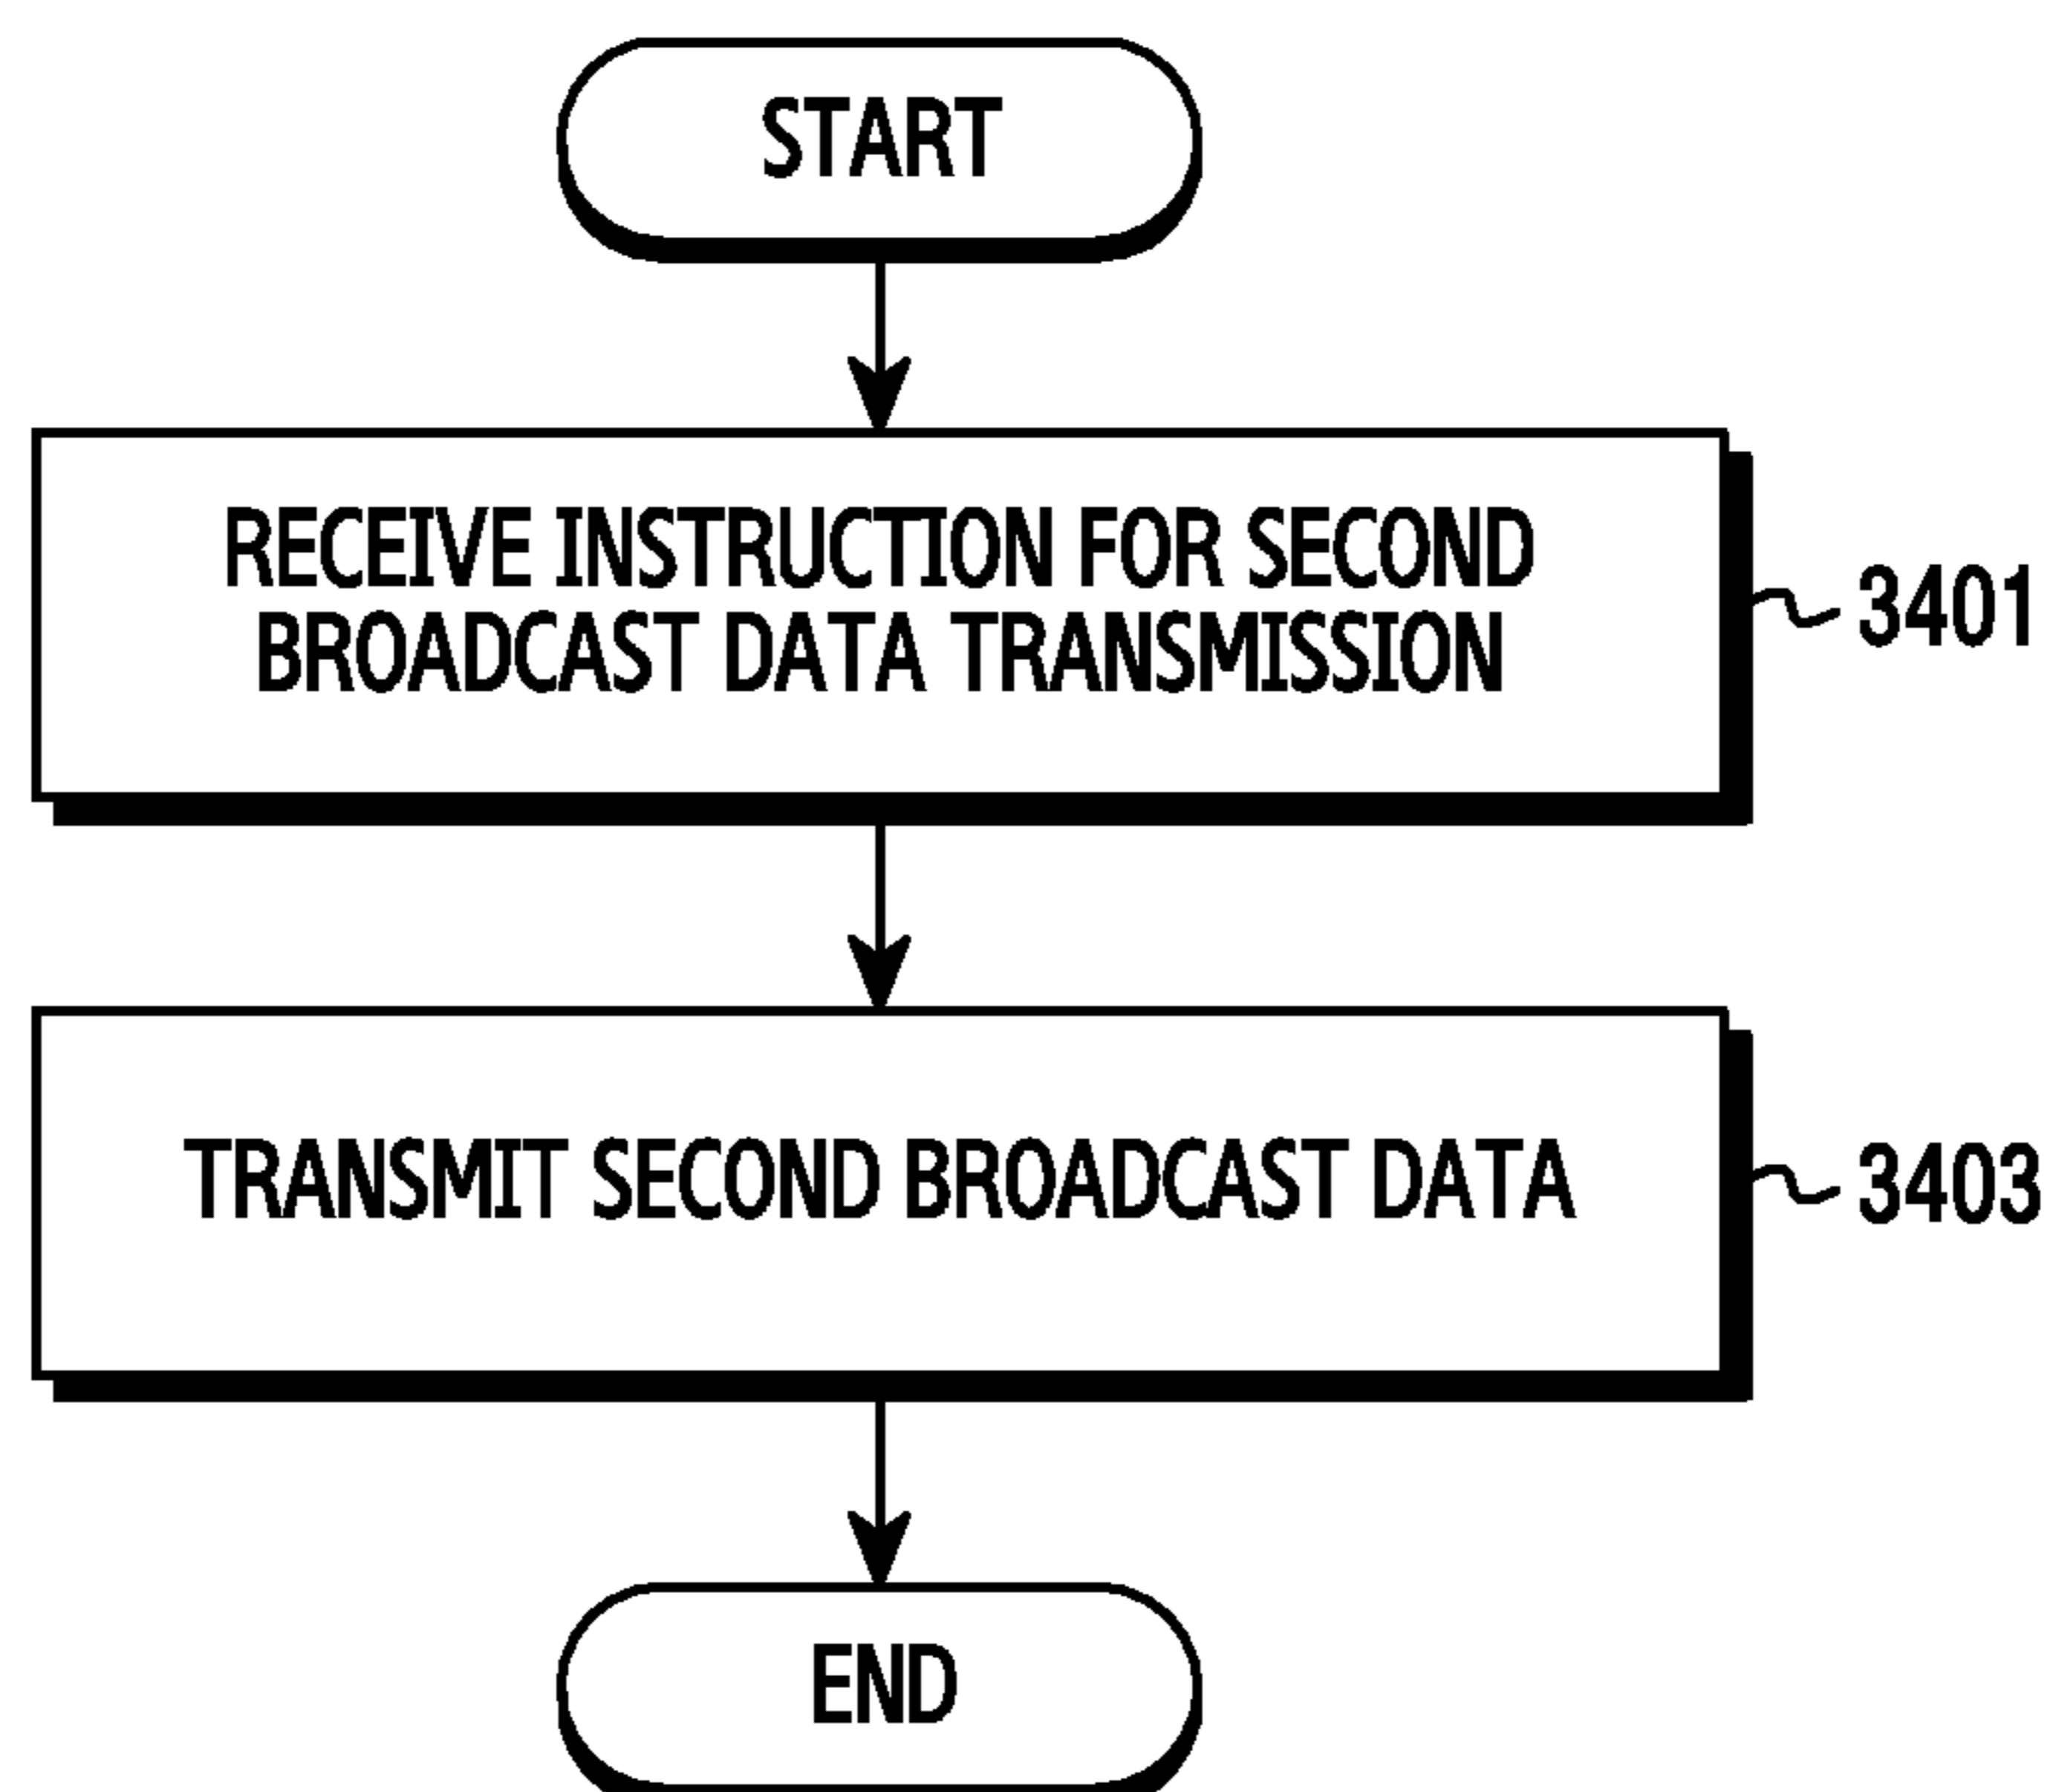 START
RECEIVE INSTRUCTION FOR SECOND
BROADCAST DATA TRANSMISSION
3401
TRANSMIT SECOND BROADCAST DATA
3403
END